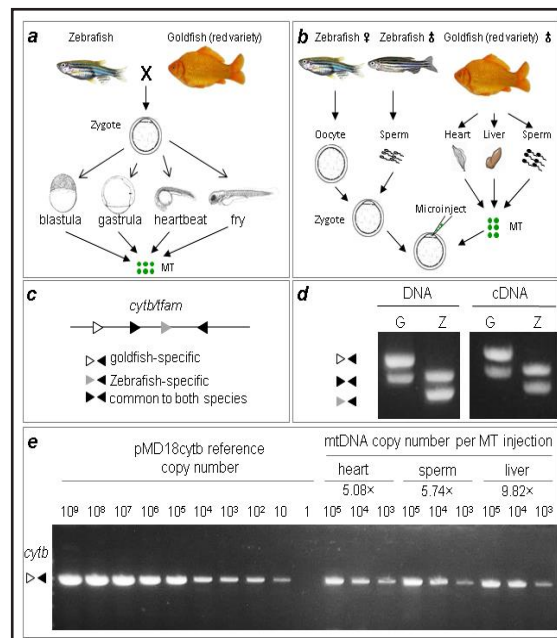 a
Zebrafish Goldfish (red variety)
X
Zygote
blastula gastrula heartbeat fry
MT
b
Zebrafish ♀ Zebrafish ♂ Goldfish (red variety) ♂
Oocyte Sperm Heart Liver Sperm
Zygote Microinject MT
c
cytb/tfam
goldfish-specific
Zebrafish-specific
common to both species
d
DNA cDNA
G Z G Z
e
pMD18cytb reference mtDNA copy number per MT injection
copy number heart sperm liver
5.08× 5.74× 9.82×
10⁹ 10⁸ 10⁷ 10⁶ 10⁵ 10⁴ 10³ 10² 10 1 10⁵ 10⁴ 10³ 10⁵ 10⁴ 10³ 10⁵ 10⁴ 10³
cytb